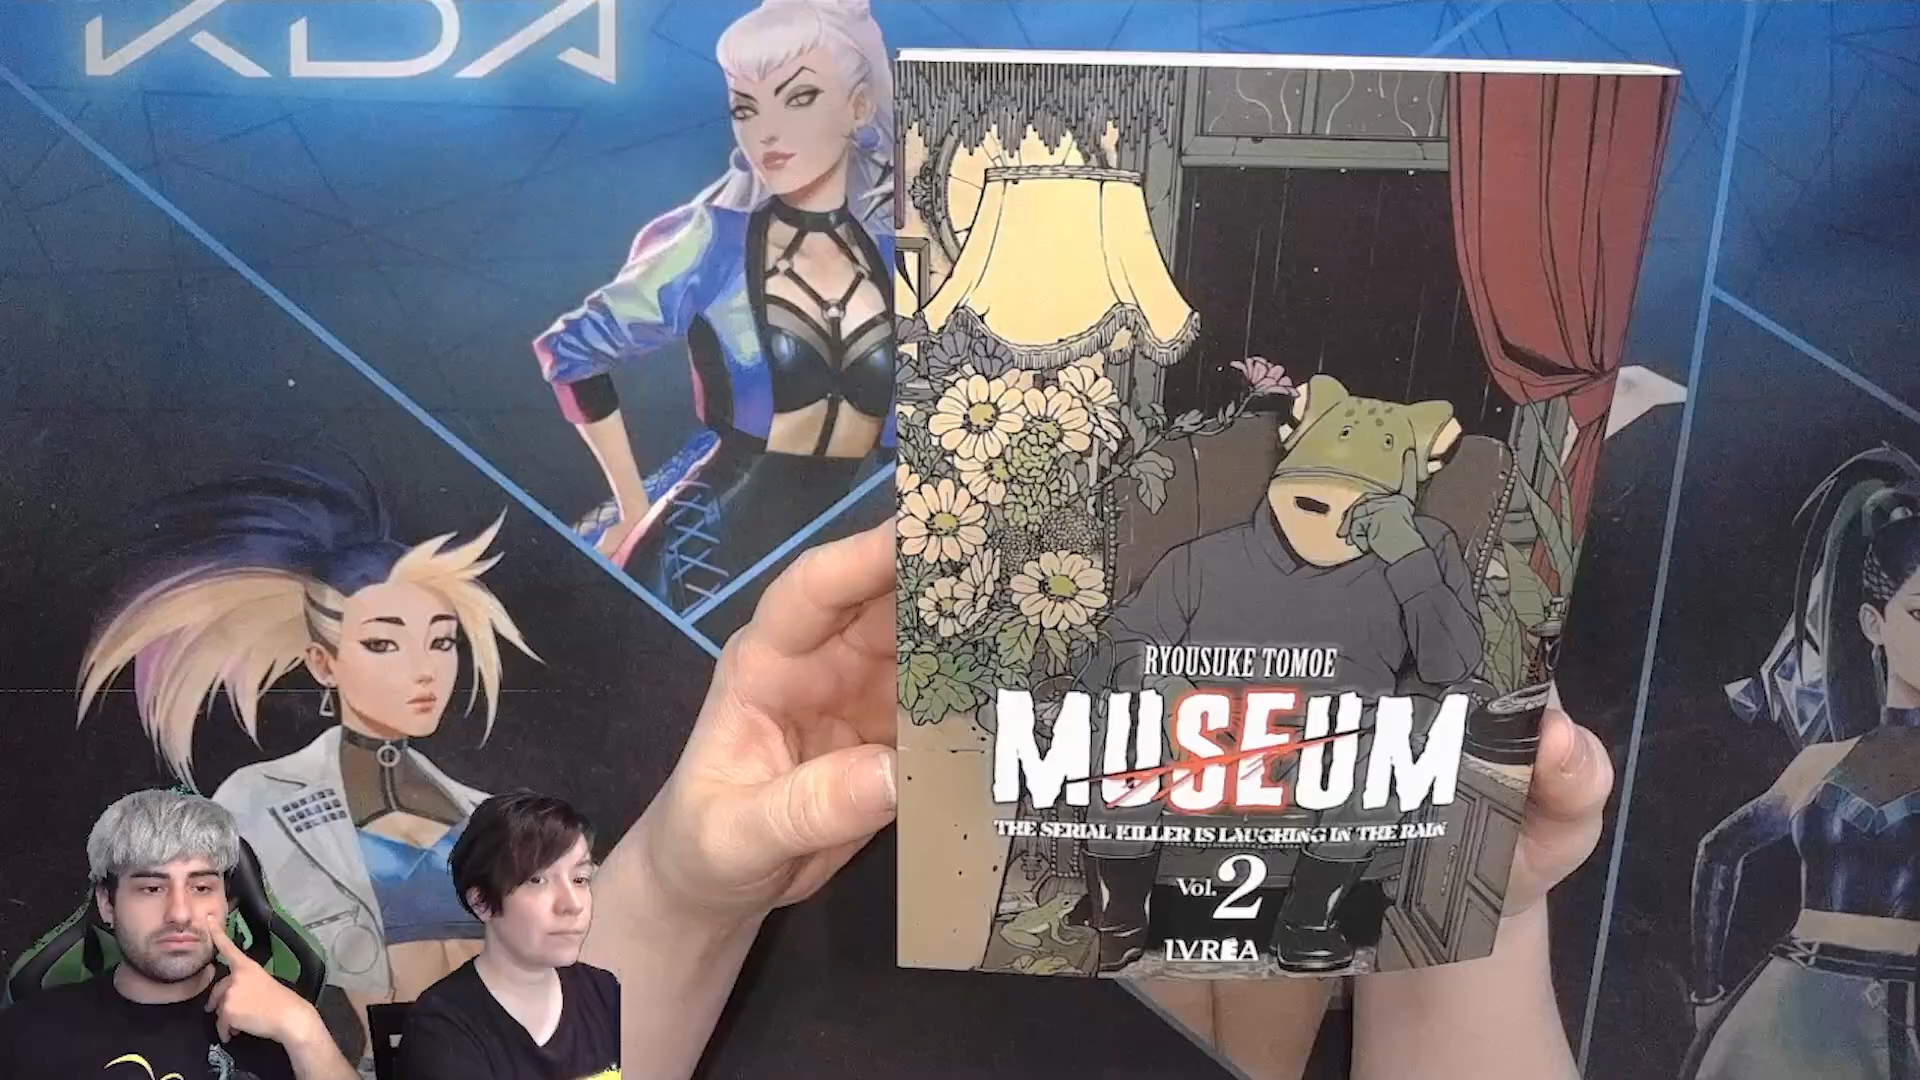 KDA
RYOUSUKE TOMOE
MUSEUM
THE SERIAL KILLER IS LAUGHING IN THE RAIN
Vol. 2
IVREA